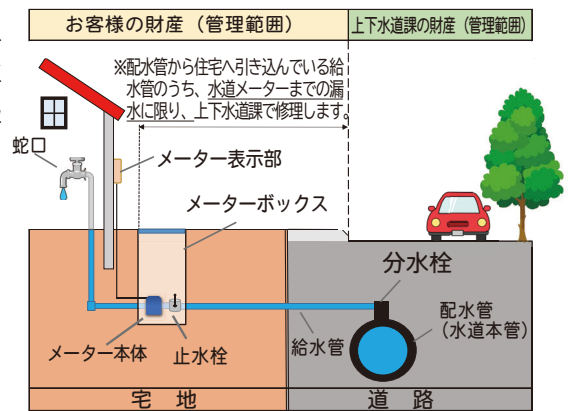 お客様の財産（管理範囲）
上下水道課の財産（管理範囲）
※配水管から住宅へ引き込んでいる給
水管のうち、水道メーターまでの漏
水に限り、上下水道課で修理します。
蛇口
メーター表示部
メーターボックス
分水栓
配水管
（水道本管）
給水管
メーター本体
止水栓
宅　地
道　路